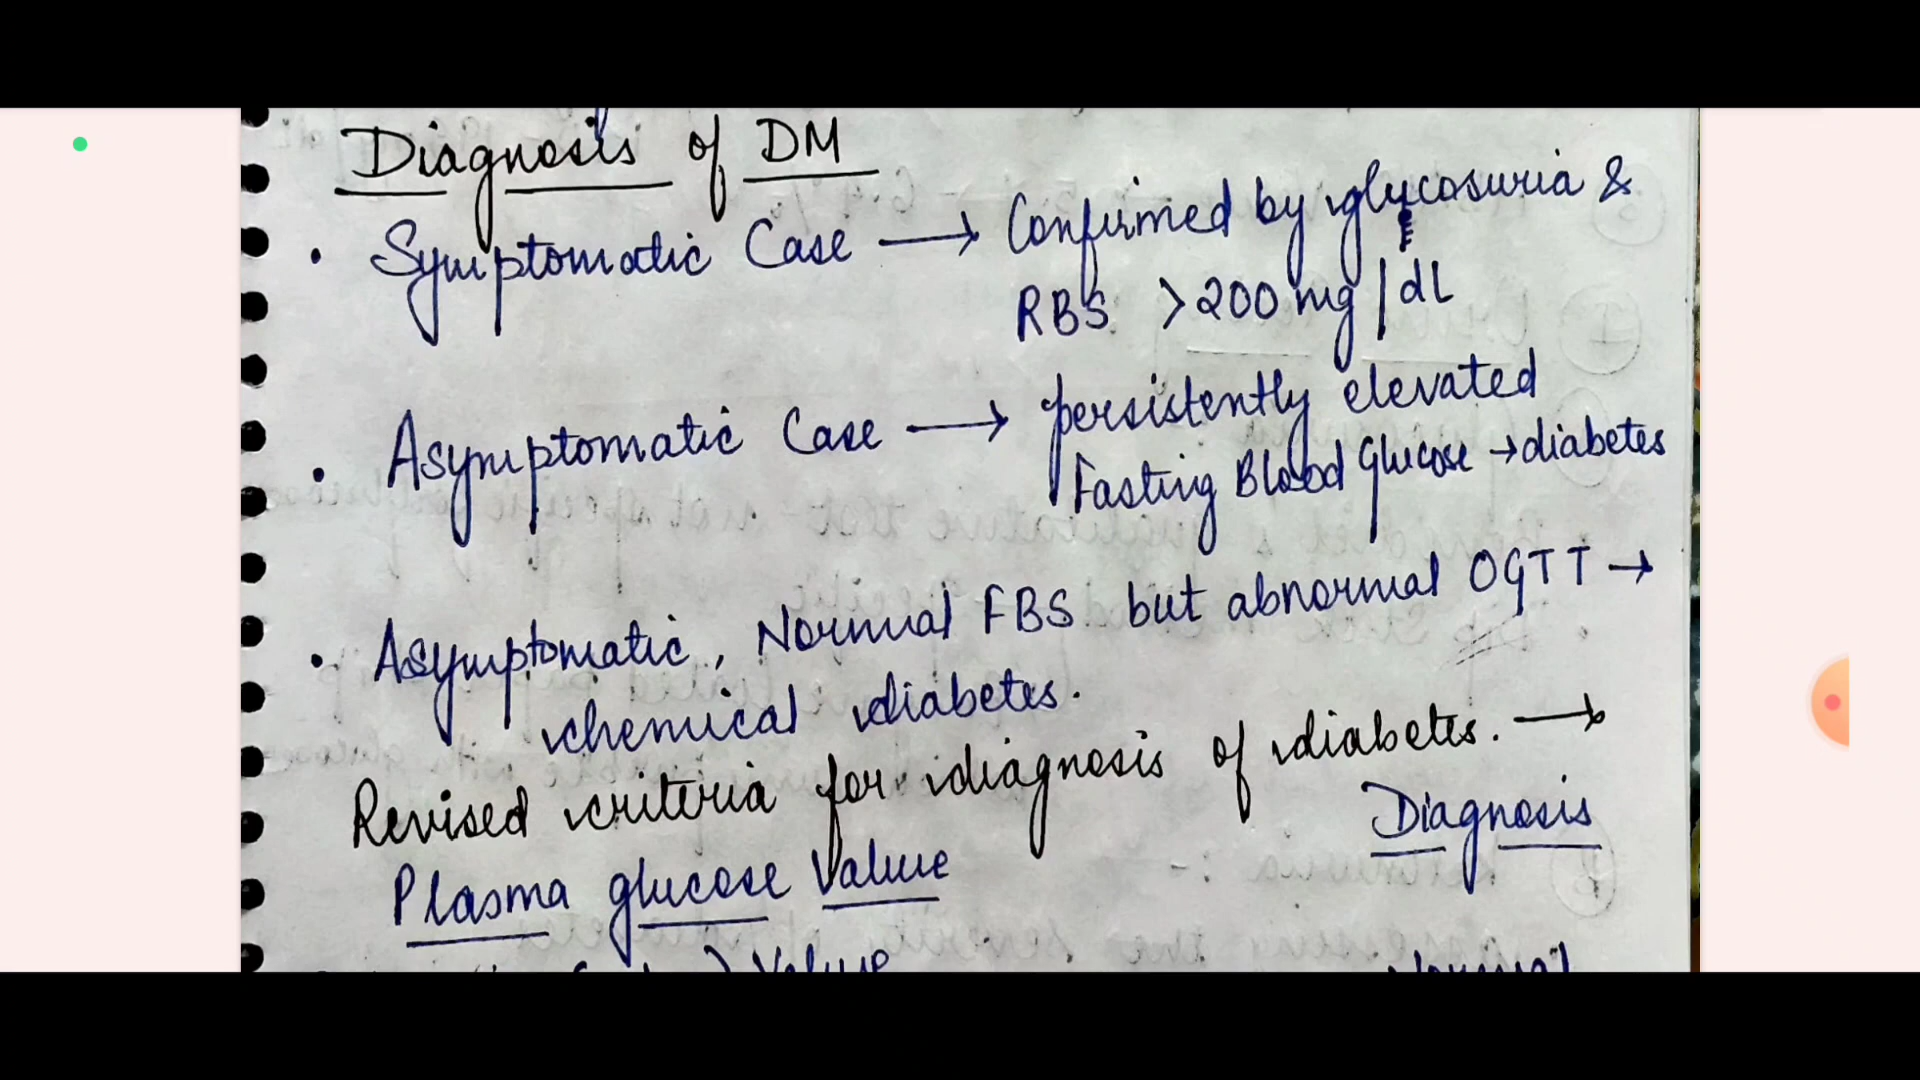 Diagnosis of DM
• Symptomatic Case → Confirmed by glycosuria &
RBS > 200 mg/dL
• Asymptomatic Case → persistently elevated
Fasting Blood Glucose → diabetes
• Asymptomatic, Normal FBS but abnormal OGTT →
chemical diabetes.
Revised criteria for diagnosis of diabetes. →
Plasma glucose Value
Diagnosis
Value
Normal